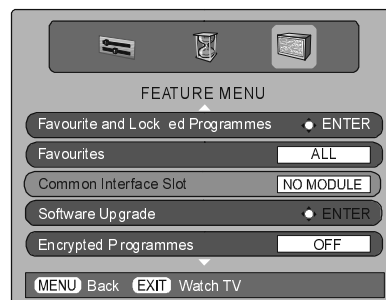 FEATURE MENU
Favourite and Lock ed Programmes ENTER
Favourites ALL
Common Interface Slot NO MODULE
Software Upgrade ENTER
Encrypted Programmes OFF
MENU Back EXIT Watch TV